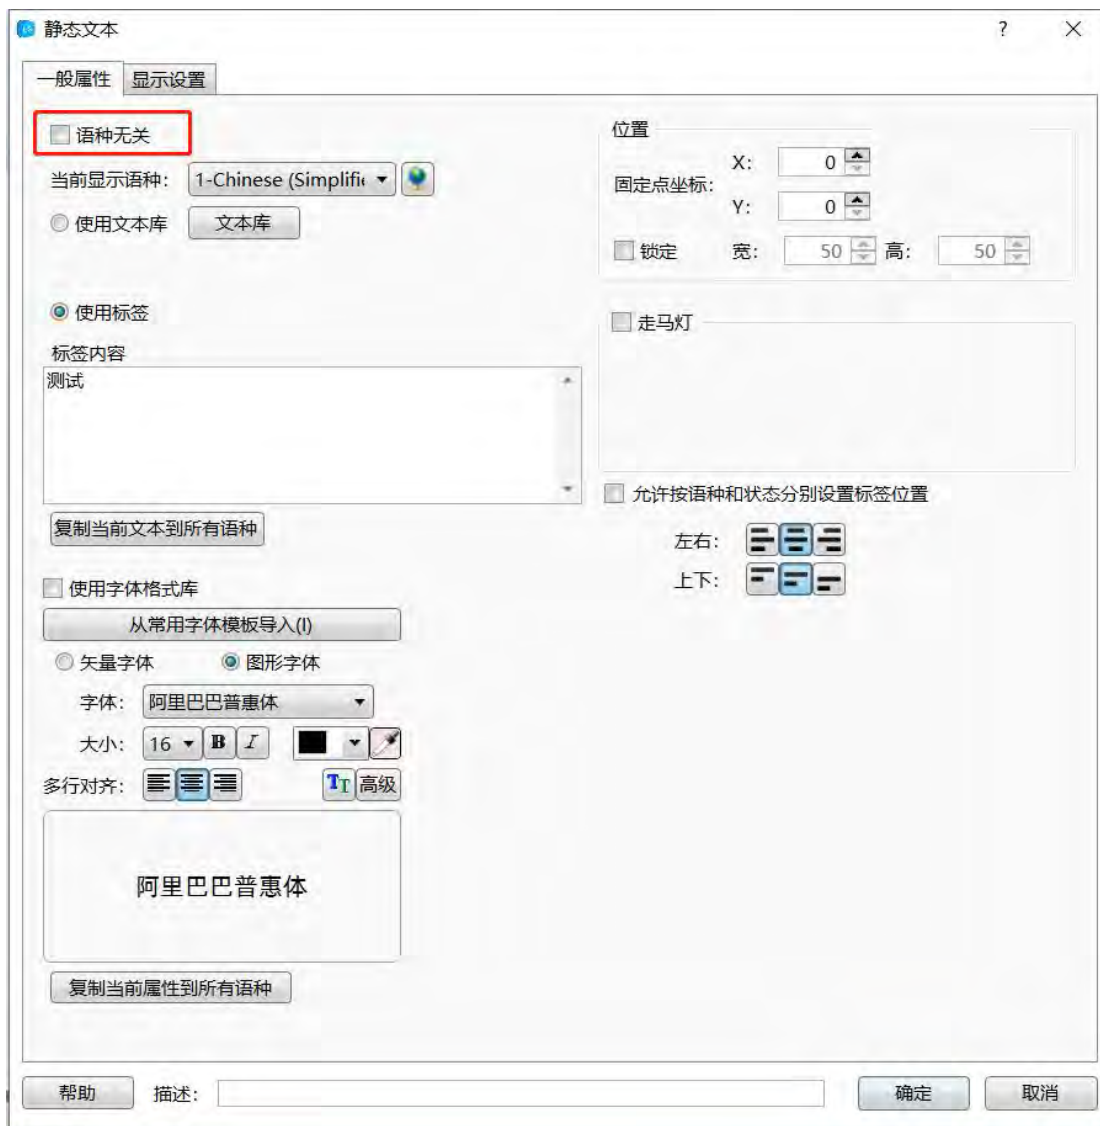 静态文本
?
一般属性 显示设置
语种无关
当前显示语种： 1-Chinese (Simplifi
使用文本库 文本库
使用标签
标签内容
测试
复制当前文本到所有语种
使用字体格式库
从常用字体模板导入(I)
矢量字体 图形字体
字体： 阿里巴巴普惠体
大小： 16 B I
多行对齐： TT 高级
阿里巴巴普惠体
复制当前属性到所有语种
位置
固定点坐标：
X： 0
Y： 0
锁定 宽： 50 高： 50
走马灯
允许按语种和状态分别设置标签位置
左右：
上下：
帮助 描述： 确定 取消